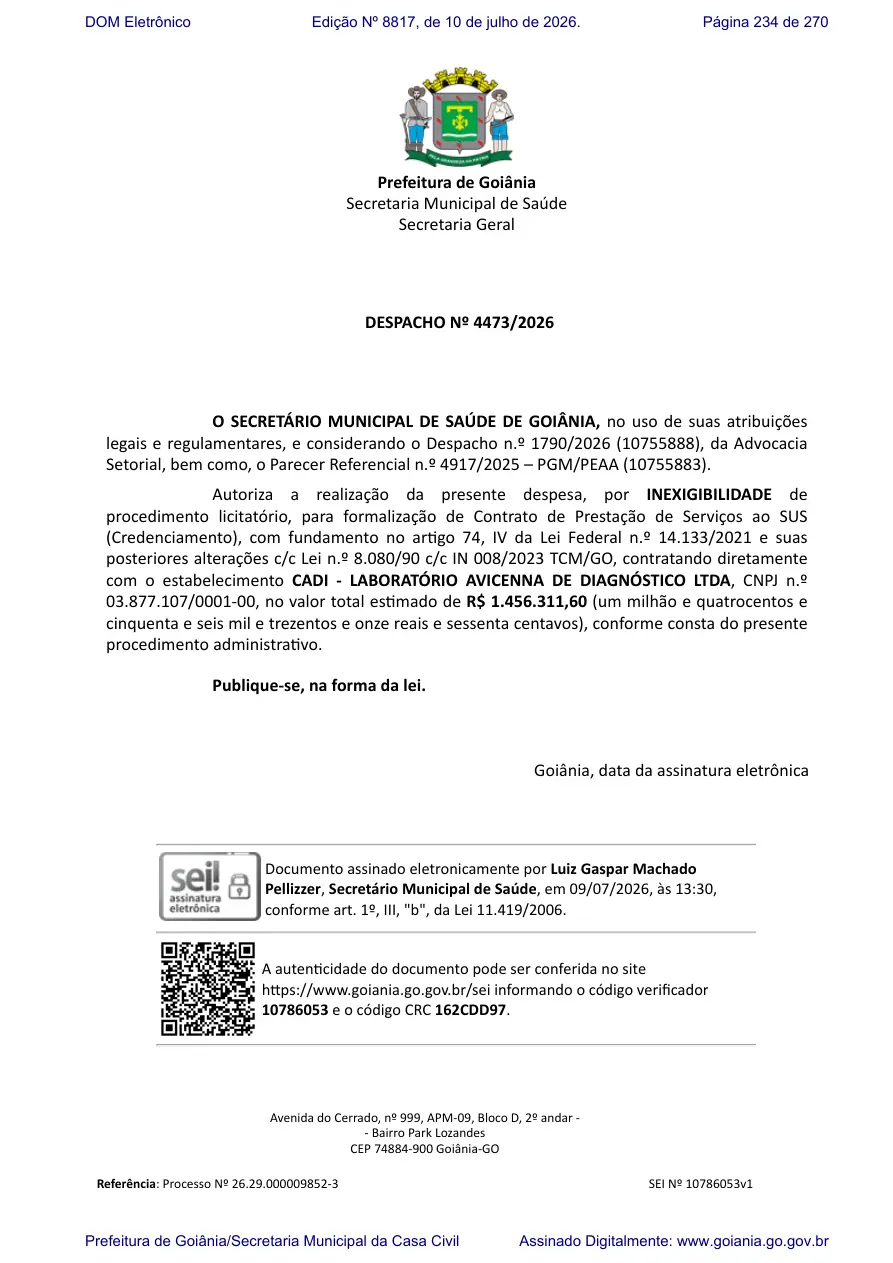 DOM Eletrônico Edição Nº 8817, de 10 de julho de 2026. Página 234 de 270
PELA GRANDEZA DA PÁTRIA
Prefeitura de Goiânia
Secretaria Municipal de Saúde
Secretaria Geral
DESPACHO Nº 4473/2026
O SECRETÁRIO MUNICIPAL DE SAÚDE DE GOIÂNIA, no uso de suas atribuições
legais e regulamentares, e considerando o Despacho n.º 1790/2026 (10755888), da Advocacia
Setorial, bem como, o Parecer Referencial n.º 4917/2025 – PGM/PEAA (10755883).
Autoriza a realização da presente despesa, por INEXIGIBILIDADE de
procedimento licitatório, para formalização de Contrato de Prestação de Serviços ao SUS
(Credenciamento), com fundamento no artigo 74, IV da Lei Federal n.º 14.133/2021 e suas
posteriores alterações c/c Lei n.º 8.080/90 c/c IN 008/2023 TCM/GO, contratando diretamente
com o estabelecimento CADI - LABORATÓRIO AVICENNA DE DIAGNÓSTICO LTDA, CNPJ n.º
03.877.107/0001-00, no valor total estimado de R$ 1.456.311,60 (um milhão e quatrocentos e
cinquenta e seis mil e trezentos e onze reais e sessenta centavos), conforme consta do presente
procedimento administrativo.
Publique-se, na forma da lei.
Goiânia, data da assinatura eletrônica
sei!
assinatura
eletrônica
Documento assinado eletronicamente por Luiz Gaspar Machado
Pellizzer, Secretário Municipal de Saúde, em 09/07/2026, às 13:30,
conforme art. 1º, III, "b", da Lei 11.419/2006.
A autenticidade do documento pode ser conferida no site
https://www.goiania.go.gov.br/sei informando o código verificador
10786053 e o código CRC 162CDD97.
Avenida do Cerrado, nº 999, APM-09, Bloco D, 2º andar -
- Bairro Park Lozandes
CEP 74884-900 Goiânia-GO
Referência: Processo Nº 26.29.000009852-3 SEI Nº 10786053v1
Prefeitura de Goiânia/Secretaria Municipal da Casa Civil Assinado Digitalmente: www.goiania.go.gov.br